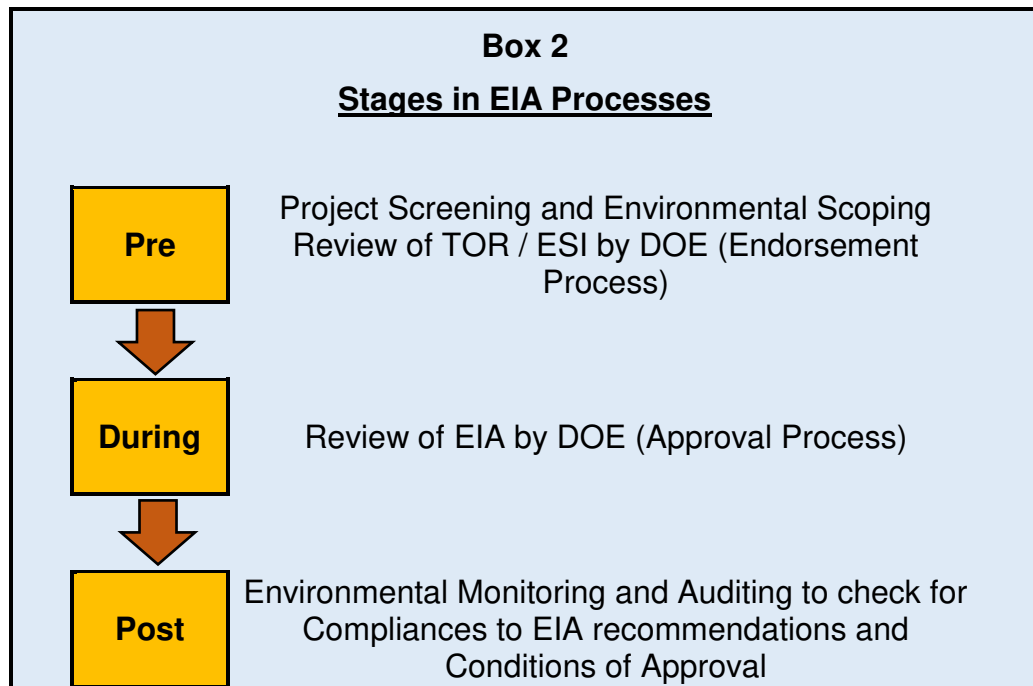 Box 2
Stages in EIA Processes
Pre
Project Screening and Environmental Scoping
Review of TOR / ESI by DOE (Endorsement
Process)
During
Review of EIA by DOE (Approval Process)
Post
Environmental Monitoring and Auditing to check for
Compliances to EIA recommendations and
Conditions of Approval